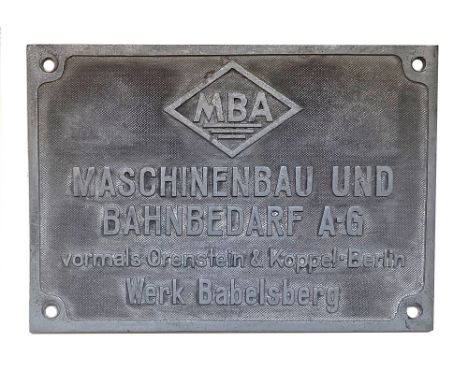 MBA
MASCHINENBAU UND
BAHNBEDARF A-G
vormals Orenstein & Koppel-Berlin
Werk Babelsberg